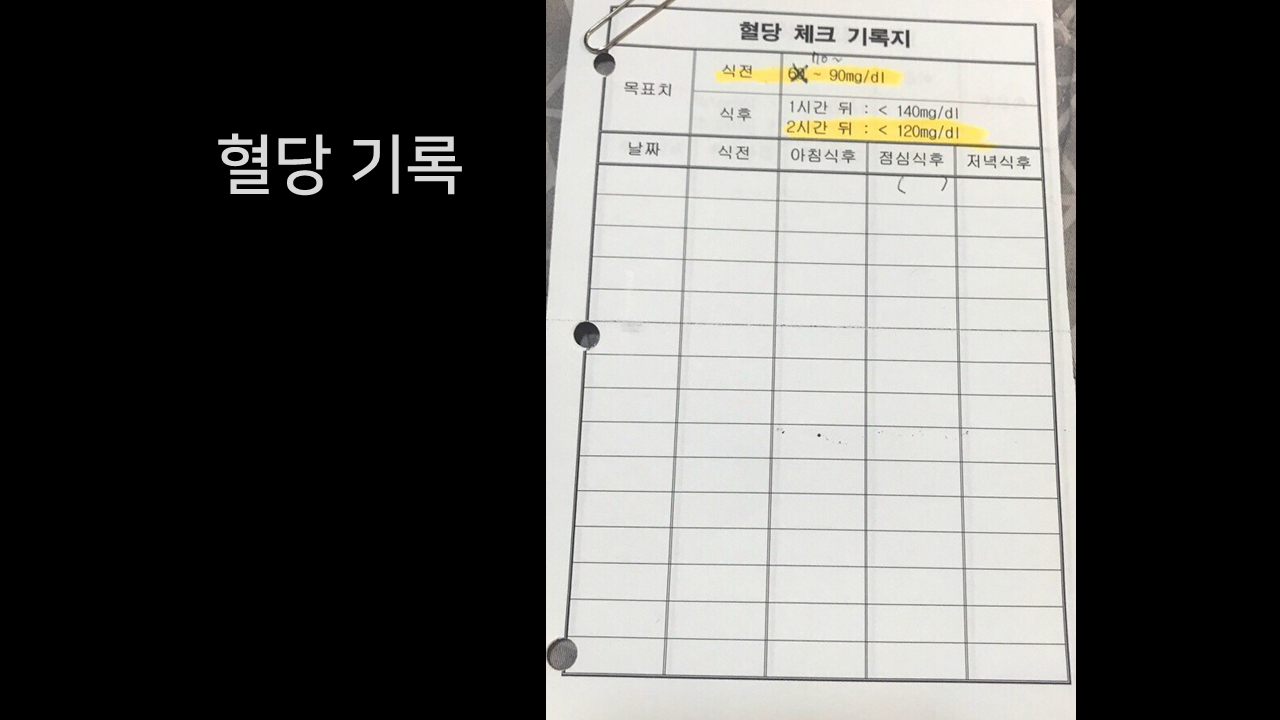 혈당 기록
혈당 체크 기록지
목표치
식전
~ 90mg/dl
식후
1시간 뒤 : < 140mg/dl
2시간 뒤 : < 120mg/dl
날짜 식전 아침식후 점심식후 저녁식후
( )